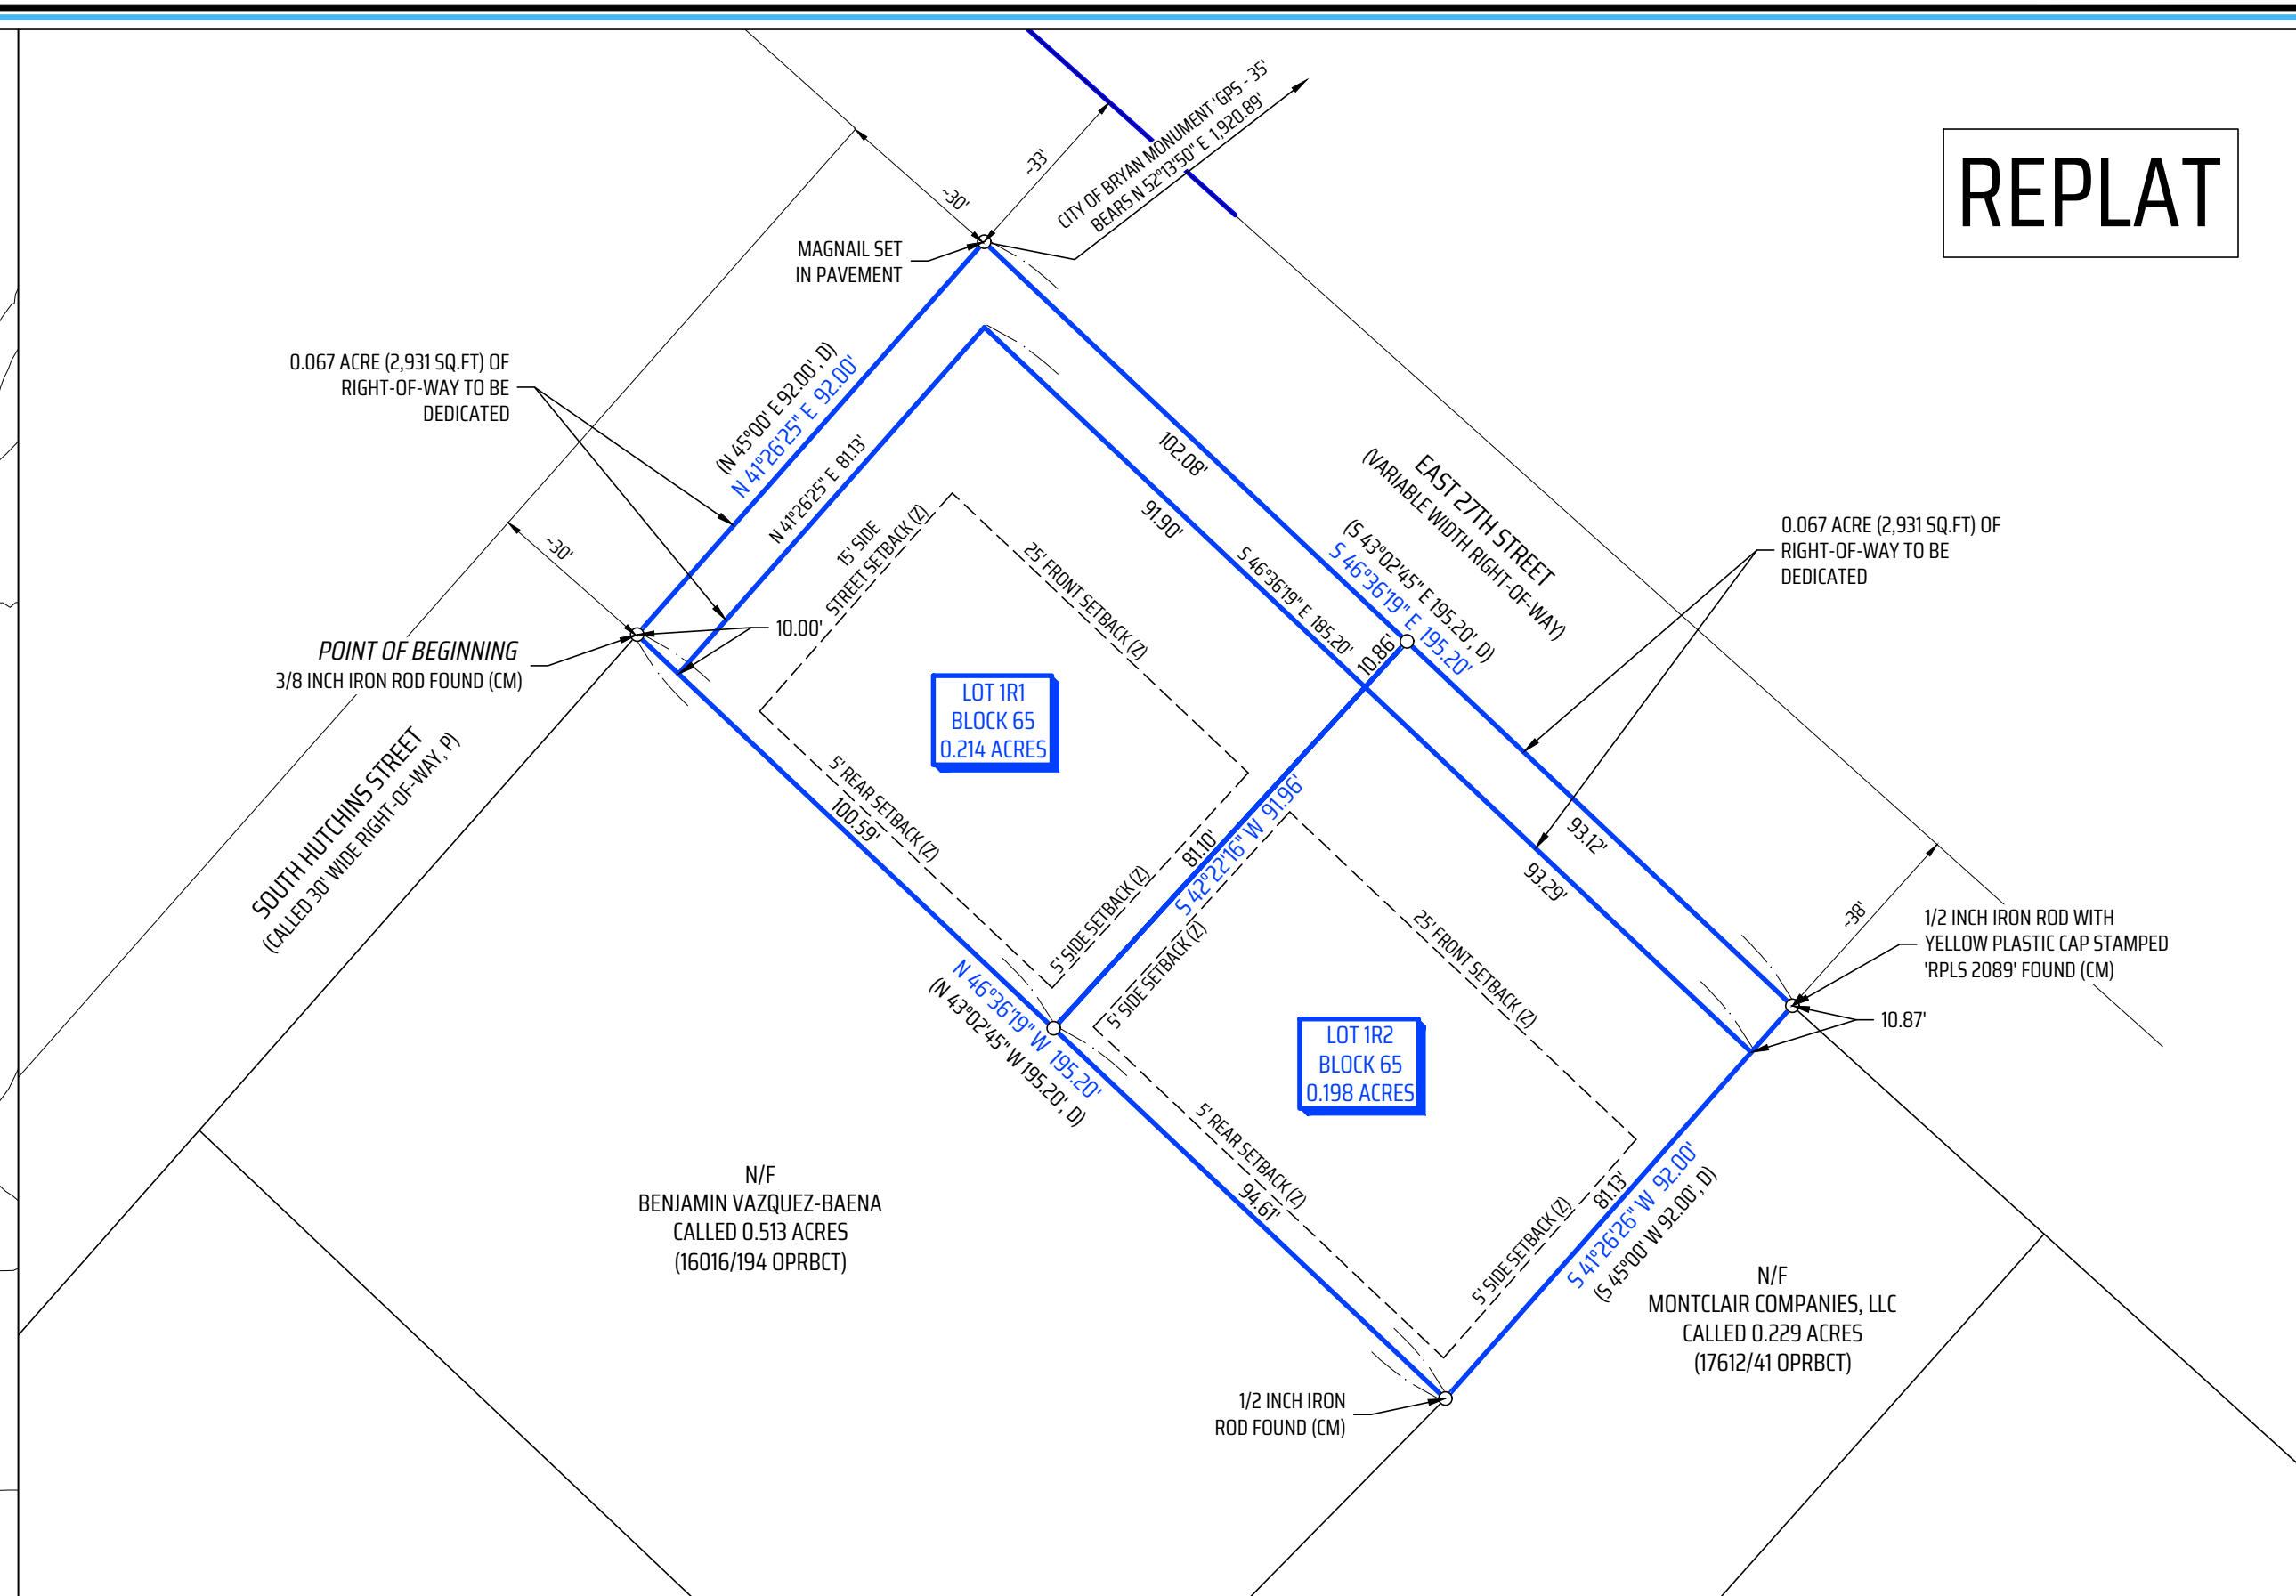 REPLAT
CITY OF BRYAN MONUMENT 'GPS - 35'
BEARS N 52°13'50" E 1,920.89'
~33'
~30'
MAGNAIL SET
IN PAVEMENT
0.067 ACRE (2,931 SQ.FT) OF
RIGHT-OF-WAY TO BE
DEDICATED
(N 45°00' E 92.00', D)
N 41°26'25" E 92.00'
N 41°26'25" E 81.13'
102.08'
91.90'
EAST 27TH STREET
(VARIABLE WIDTH RIGHT-OF-WAY)
(S 43°02'45" E 195.20', D)
S 46°36'19" E 195.20'
S 46°36'19" E 185.20'
10.86'
0.067 ACRE (2,931 SQ.FT) OF
RIGHT-OF-WAY TO BE
DEDICATED
15' SIDE
STREET SETBACK (Z)
25' FRONT SETBACK (Z)
~30'
10.00'
POINT OF BEGINNING
3/8 INCH IRON ROD FOUND (CM)
LOT 1R1
BLOCK 65
0.214 ACRES
SOUTH HUTCHINS STREET
(CALLED 30' WIDE RIGHT-OF-WAY, P)
5' REAR SETBACK (Z)
100.59'
5' SIDE SETBACK (Z)
81.10'
S 42°22'16" W 91.96'
5' SIDE SETBACK (Z)
93.12'
93.29'
25' FRONT SETBACK (Z)
~38'
1/2 INCH IRON ROD WITH
YELLOW PLASTIC CAP STAMPED
'RPLS 2089' FOUND (CM)
10.87'
N 46°36'19" W 195.20'
(N 43°02'45" W 195.20', D)
LOT 1R2
BLOCK 65
0.198 ACRES
5' REAR SETBACK (Z)
94.61'
5' SIDE SETBACK (Z)
81.13'
S 41°26'26" W 92.00'
(S 45°00' W 92.00', D)
N/F
BENJAMIN VAZQUEZ-BAENA
CALLED 0.513 ACRES
(16016/194 OPRBCT)
N/F
MONTCLAIR COMPANIES, LLC
CALLED 0.229 ACRES
(17612/41 OPRBCT)
1/2 INCH IRON
ROD FOUND (CM)